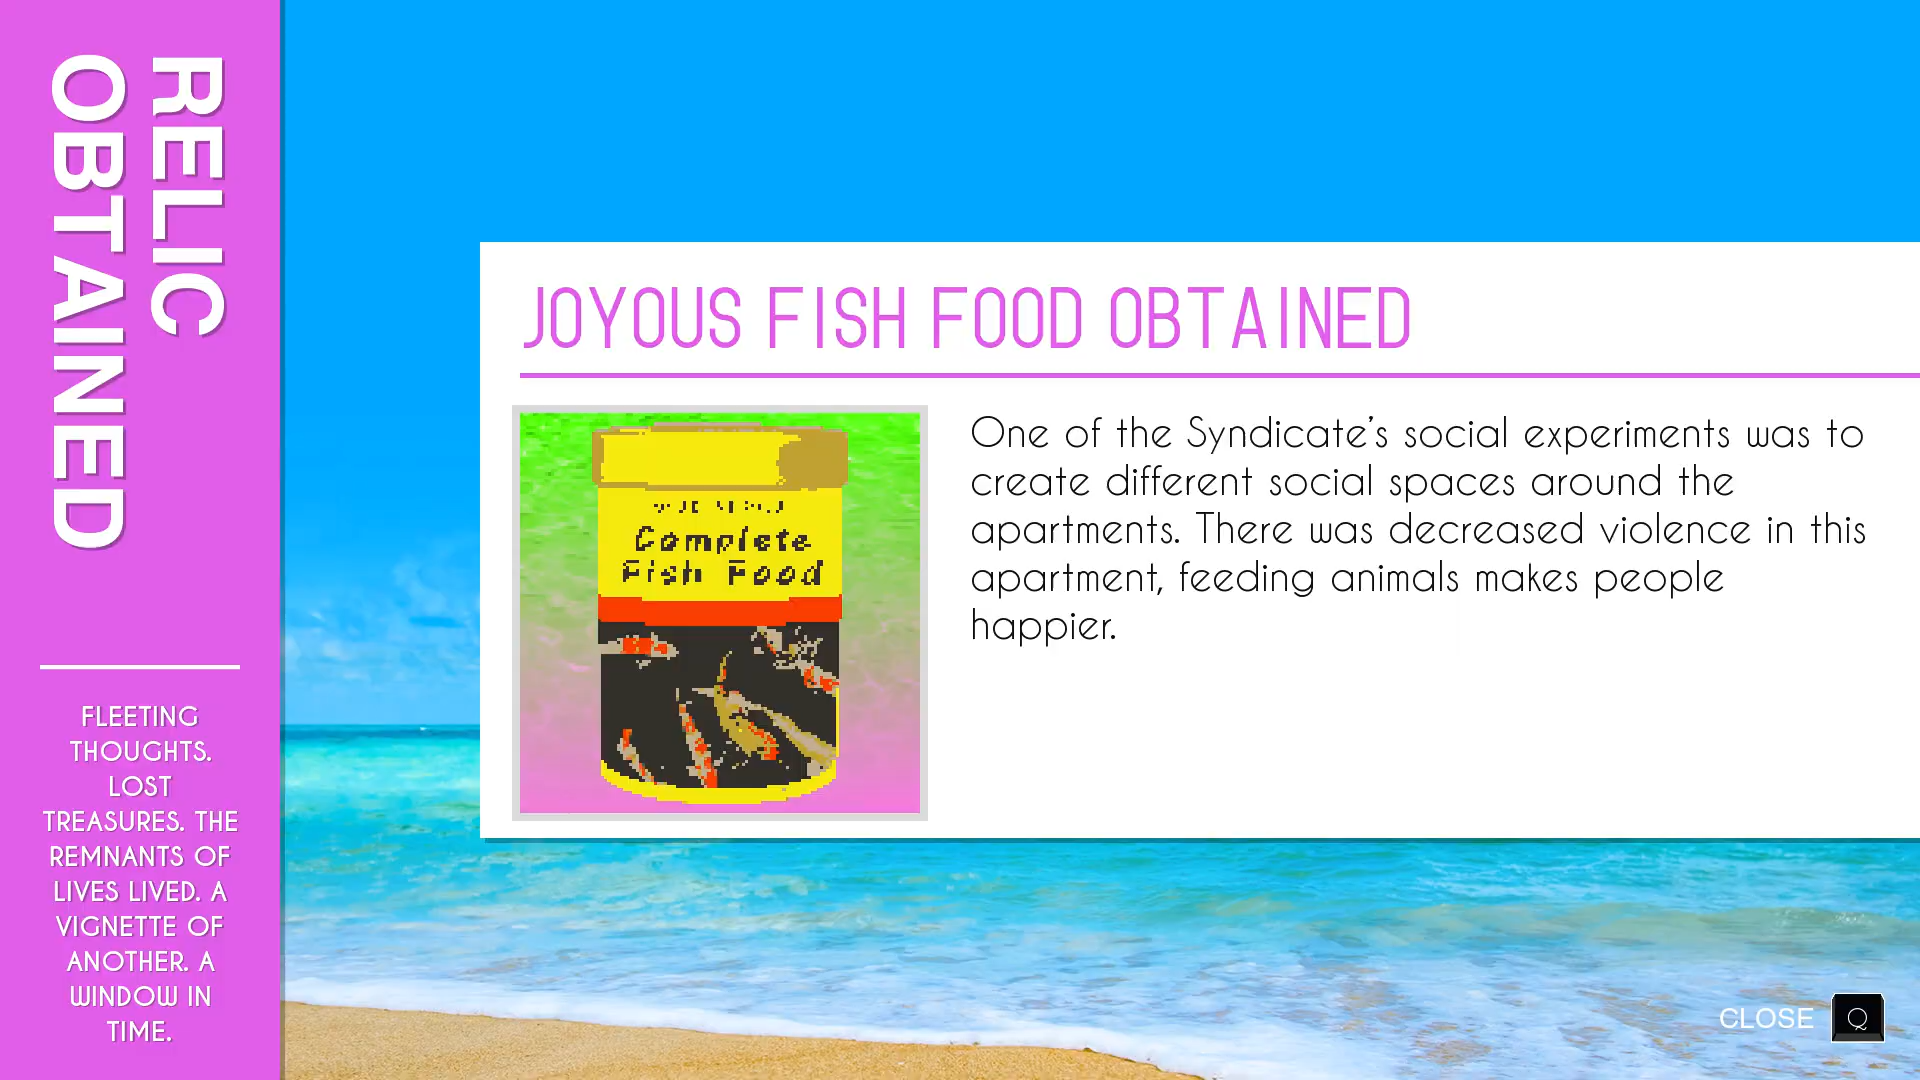 RELIC
OBTAINED
FLEETING
THOUGHTS.
LOST
TREASURES. THE
REMNANTS OF
LIVES LIVED. A
VIGNETTE OF
ANOTHER. A
WINDOW IN
TIME.
JOYOUS FISH FOOD OBTAINED
Complete
Fish Food
One of the Syndicate's social experiments was to
create different social spaces around the
apartments. There was decreased violence in this
apartment, feeding animals makes people
happier.
CLOSE Q